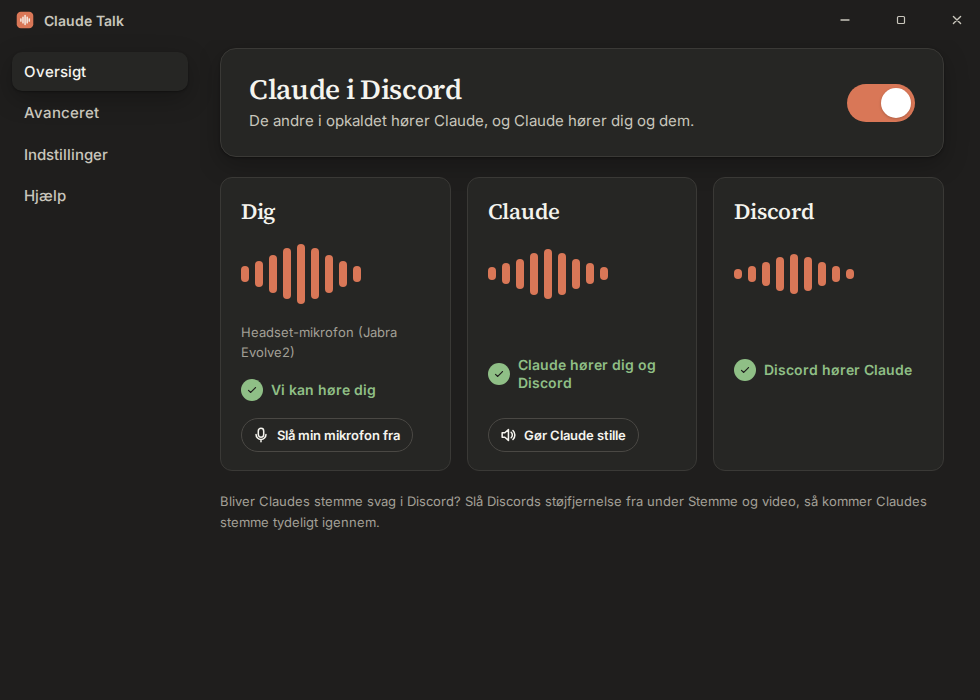 Claude Talk
Oversigt
Avanceret
Indstillinger
Hjælp
Claude i Discord
De andre i opkaldet hører Claude, og Claude hører dig og dem.
Dig
Headset-mikrofon (Jabra
Evolve2)
Vi kan høre dig
Slå min mikrofon fra
Claude
Claude hører dig og
Discord
Gør Claude stille
Discord
Discord hører Claude
Bliver Claudes stemme svag i Discord? Slå Discords støjfjernelse fra under Stemme og video, så kommer Claudes
stemme tydeligt igennem.